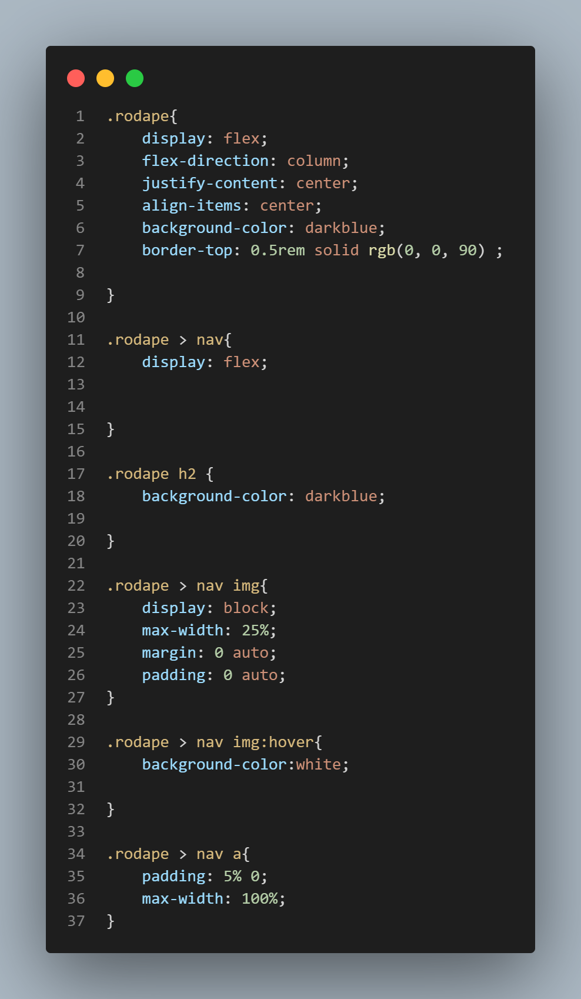 1 .rodape{
2     display: flex;
3     flex-direction: column;
4     justify-content: center;
5     align-items: center;
6     background-color: darkblue;
7     border-top: 0.5rem solid rgb(0, 0, 90) ;
8
9 }
10
11 .rodape > nav{
12     display: flex;
13
14
15 }
16
17 .rodape h2 {
18     background-color: darkblue;
19
20 }
21
22 .rodape > nav img{
23     display: block;
24     max-width: 25%;
25     margin: 0 auto;
26     padding: 0 auto;
27 }
28
29 .rodape > nav img:hover{
30     background-color:white;
31
32 }
33
34 .rodape > nav a{
35     padding: 5% 0;
36     max-width: 100%;
37 }